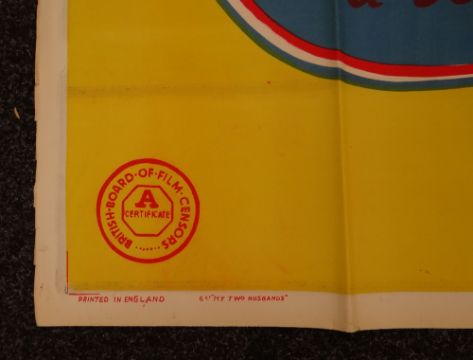 BRITISH·BOARD·OF·FILM·CENSORS
A
CERTIFICATE
PRINTED IN ENGLAND
"MY TWO HUSBANDS"